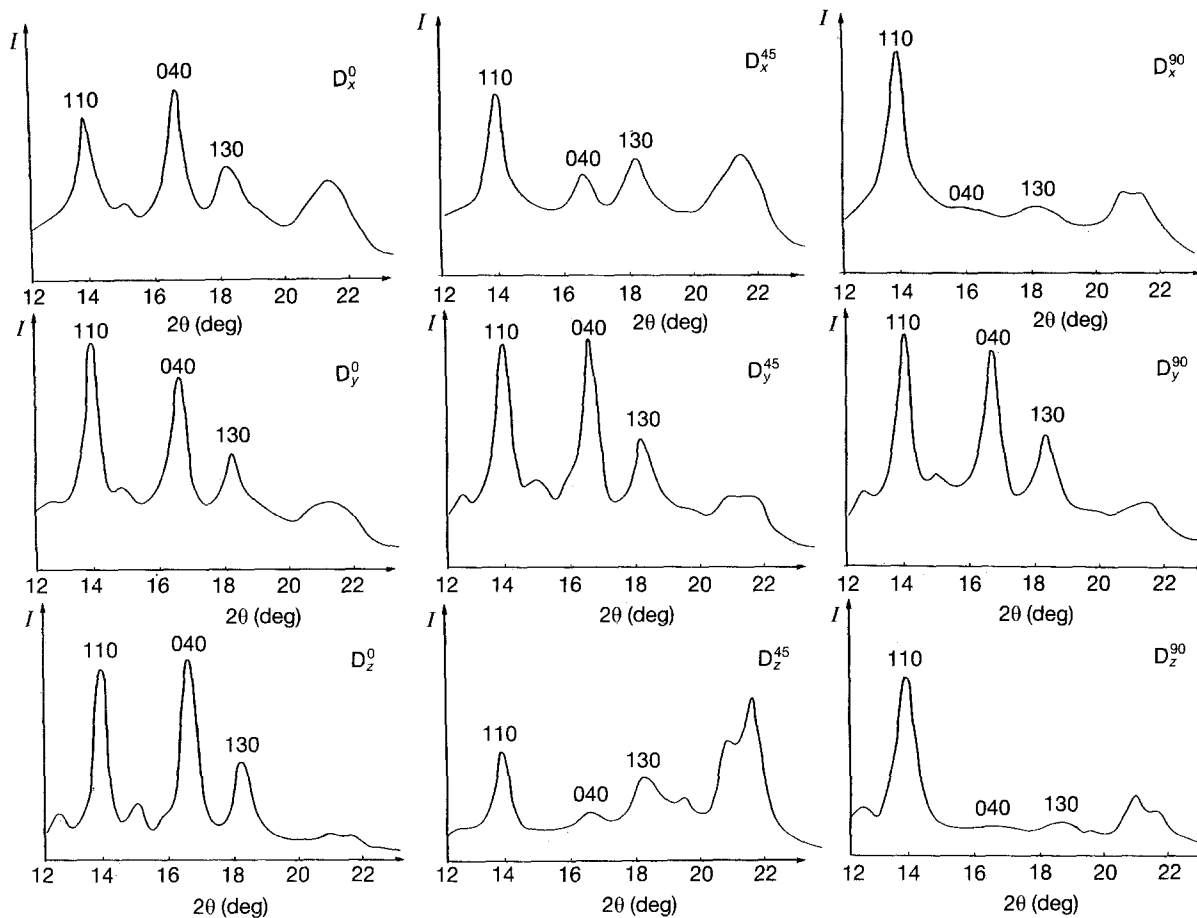 I
110
040
130
D_x^0
12 14 16 18 20 22
2θ (deg)
I
110
040
130
D_x^45
12 14 16 18 20 22
2θ (deg)
I
110
040
130
D_x^90
12 14 16 18 20 22
2θ (deg)
I
110
040
130
D_y^0
12 14 16 18 20 22
2θ (deg)
I
110
040
130
D_y^45
12 14 16 18 20 22
2θ (deg)
I
110
040
130
D_y^90
12 14 16 18 20 22
2θ (deg)
I
110
040
130
D_z^0
12 14 16 18 20 22
2θ (deg)
I
110
040
130
D_z^45
12 14 16 18 20 22
2θ (deg)
I
110
040
130
D_z^90
12 14 16 18 20 22
2θ (deg)